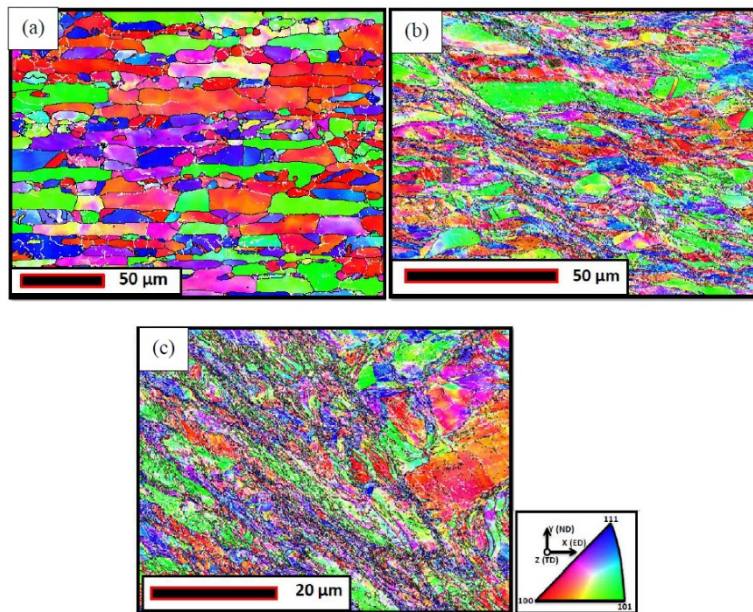 (a)
50 µm
(b)
50 µm
(c)
20 µm
Y (ND)
X (ED)
Z (TD)
111
100
101